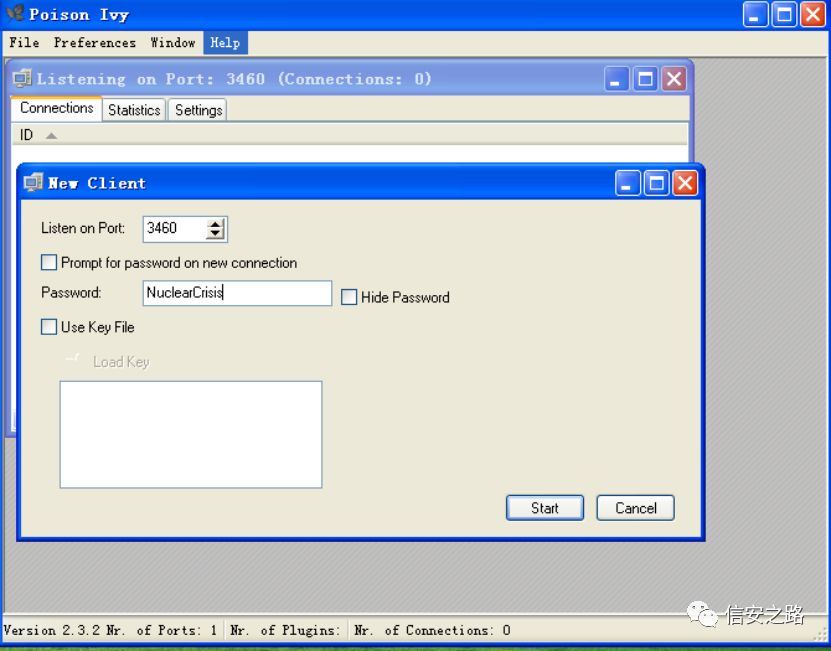 Poison Ivy
File Preferences Window Help
Listening on Port: 3460 (Connections: 0)
Connections Statistics Settings
ID
New Client
Listen on Port: 3460
Prompt for password on new connection
Password: NuclearCrisis Hide Password
Use Key File
Load Key
Start Cancel
信安之路
Version 2.3.2 Nr. of Ports: 1 Nr. of Plugins: Nr. of Connections: 0